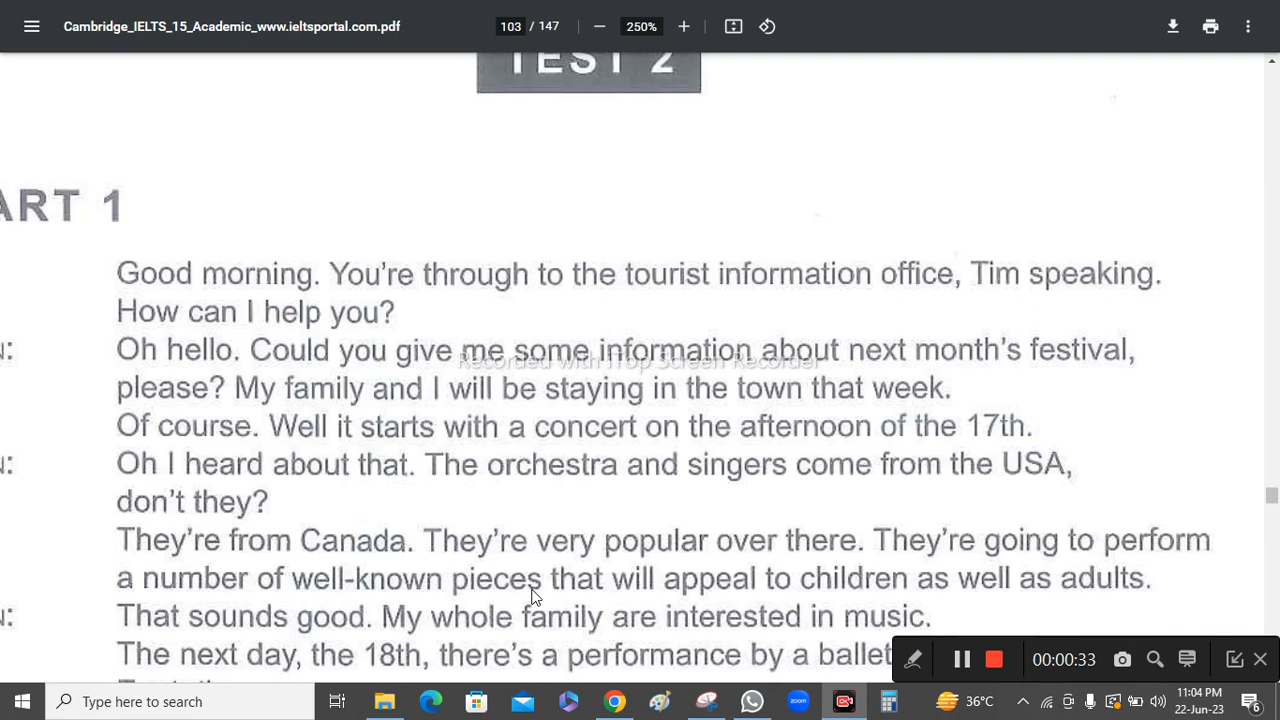 Cambridge_IELTS_15_Academic_www.ieltsportal.com.pdf 103 / 147 250%
TEST 2
ART 1
Good morning. You're through to the tourist information office, Tim speaking.
How can I help you?
Oh hello. Could you give me some information about next month's festival,
Recorded with iTop Screen Recorder
please? My family and I will be staying in the town that week.
Of course. Well it starts with a concert on the afternoon of the 17th.
Oh I heard about that. The orchestra and singers come from the USA,
don't they?
They're from Canada. They're very popular over there. They're going to perform
a number of well-known pieces that will appeal to children as well as adults.
That sounds good. My whole family are interested in music.
The next day, the 18th, there's a performance by a ballet
00:00:33
Type here to search
zoom
36°C
11:04 PM
22-Jun-23
6